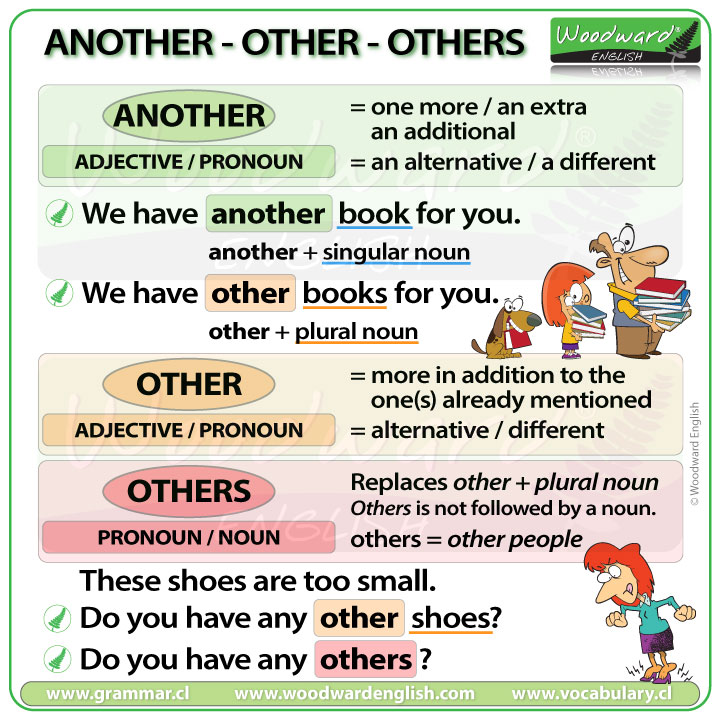 ANOTHER - OTHER - OTHERS
Woodward®
ENGLISH
ANOTHER
= one more / an extra
an additional
ADJECTIVE / PRONOUN
= an alternative / a different
We have another book for you.
another + singular noun
We have other books for you.
other + plural noun
OTHER
= more in addition to the
one(s) already mentioned
ADJECTIVE / PRONOUN
= alternative / different
© Woodward English
OTHERS
Replaces other + plural noun
Others is not followed by a noun.
PRONOUN / NOUN
others = other people
These shoes are too small.
Do you have any other shoes?
Do you have any others?
www.grammar.cl www.woodwardenglish.com www.vocabulary.cl